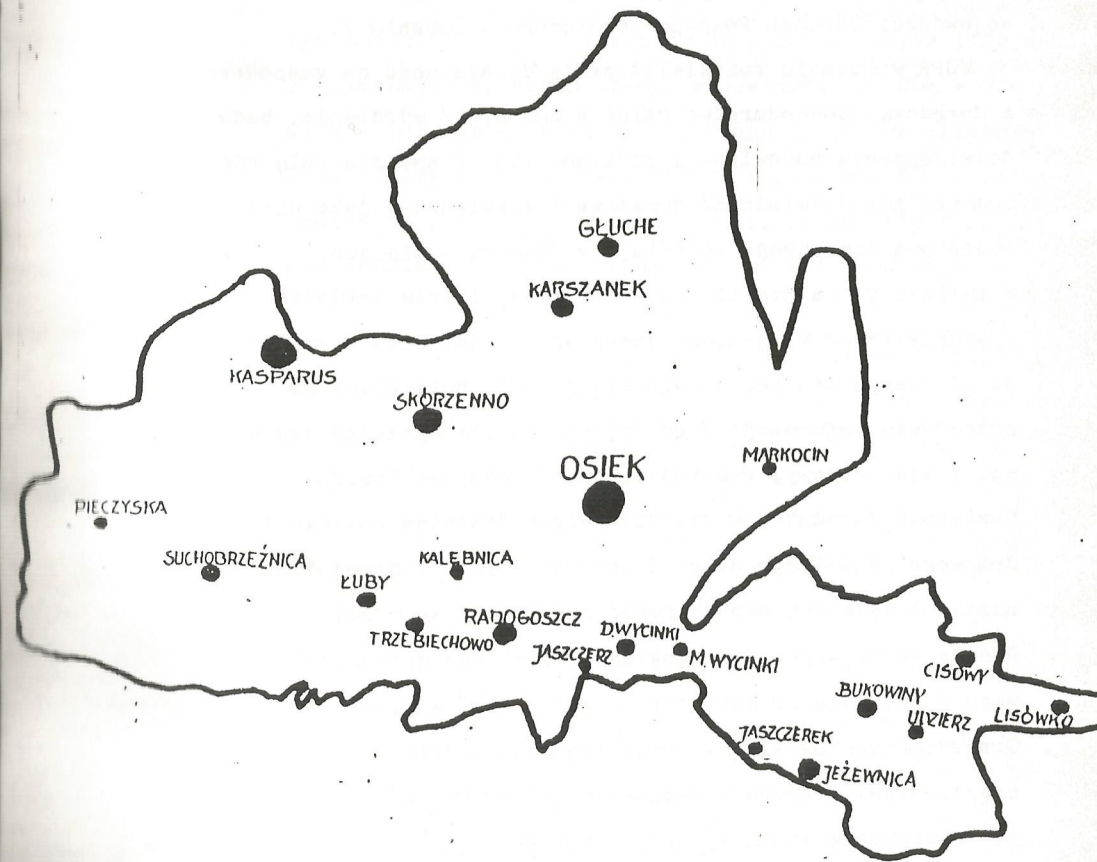 GŁUCHE
KARSZANEK
KASPARUS
SKÓRZENNO
OSIEK
MARKOCIN
PIECZYSKA
SUCHOBRZEŹNICA
KALĘBNICA
ŁUBY
RADOGOSZCZ
TRZEBIECHOWO
D.WYCINKI
JASZCZERZ
M.WYCINKI
CISOWY
BUKOWINY
UDZIERZ
LISÓWKO
JASZCZEREK
JEŻEWNICA